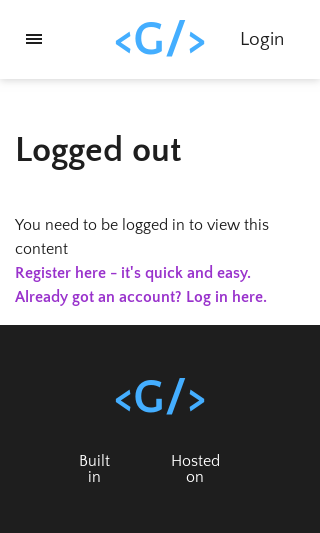 <G/>
Login
Logged out
You need to be logged in to view this
content
Register here - it's quick and easy.
Already got an account? Log in here.
<G/>
Built
in
Hosted
on